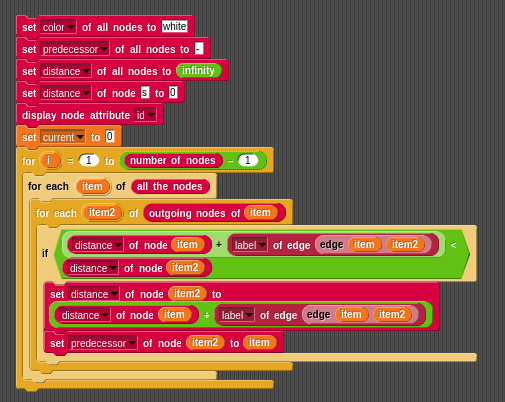 set color of all nodes to white
set predecessor of all nodes to -
set distance of all nodes to infinity
set distance of node s to 0
display node attribute id
set current to 0
for i = 1 to number of nodes - 1
for each item of all the nodes
for each item2 of outgoing nodes of item
if distance of node item + label of edge edge item item2 <
distance of node item2
set distance of node item2 to
distance of node item + label of edge edge item item2
set predecessor of node item2 to item